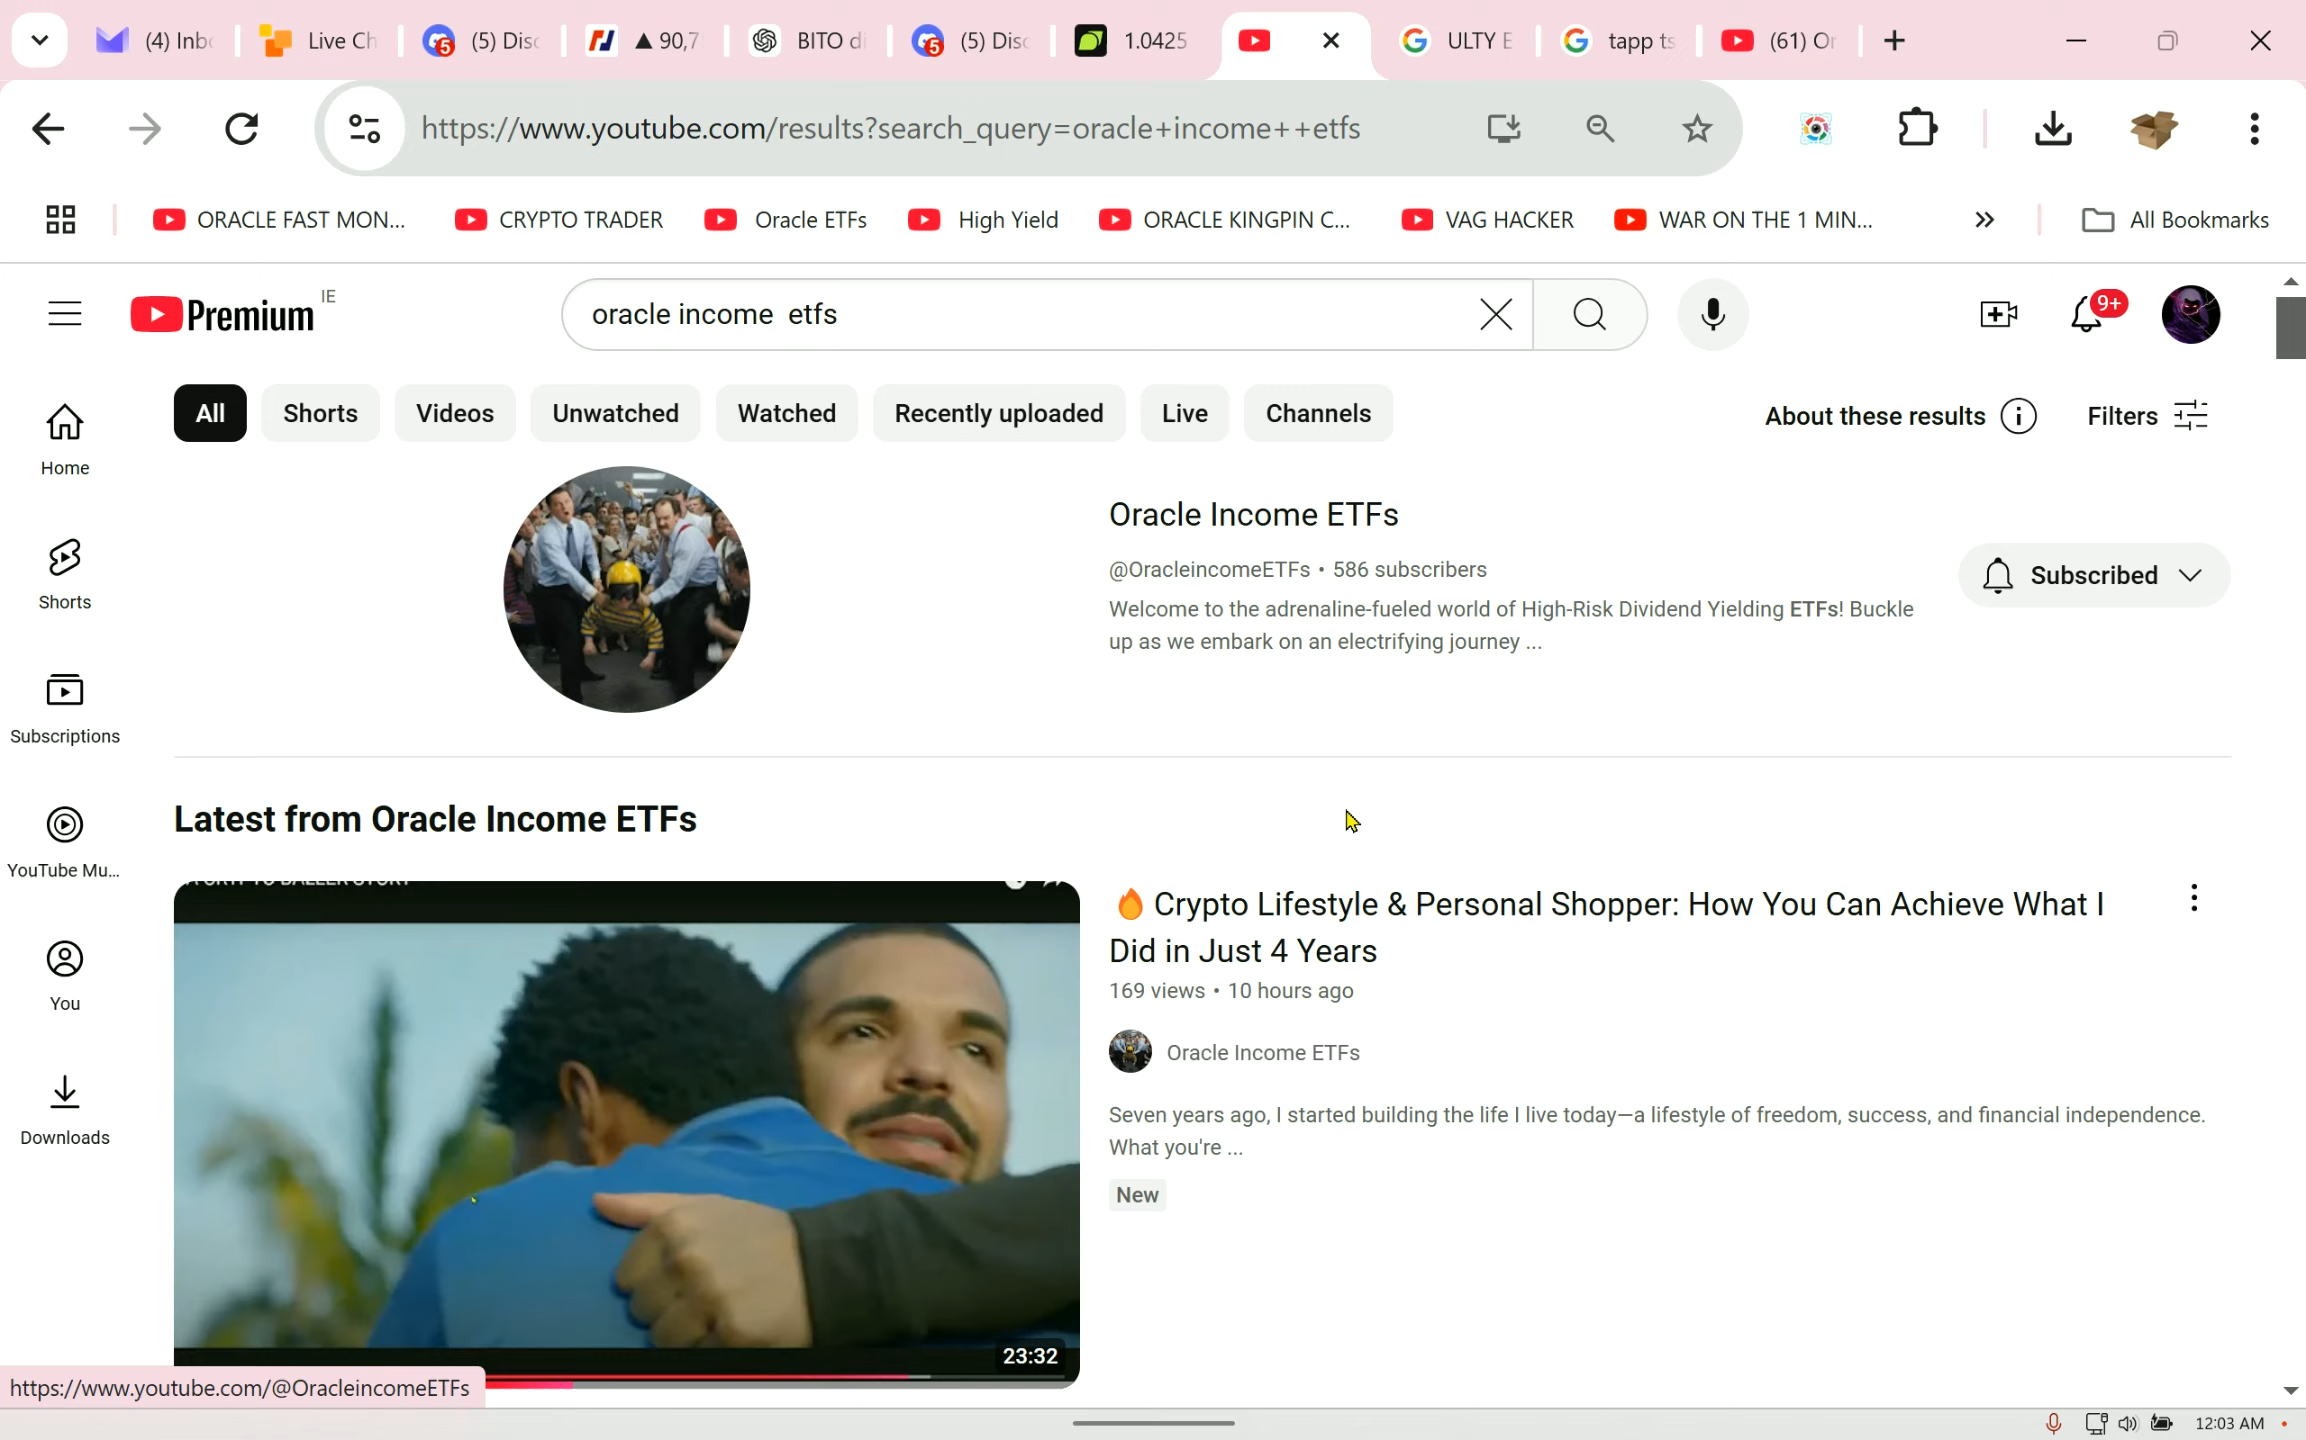 (4) Inb
Live Ch
(5) Disc
▲ 90,7
BITO di
(5) Disc
1.0425
ULTY E
tapp ts
(61) Or
https://www.youtube.com/results?search_query=oracle+income++etfs
ORACLE FAST MON...
CRYPTO TRADER
Oracle ETFs
High Yield
ORACLE KINGPIN C...
VAG HACKER
WAR ON THE 1 MIN...
All Bookmarks
Premium IE
oracle income  etfs
9+
All
Shorts
Videos
Unwatched
Watched
Recently uploaded
Live
Channels
About these results
Filters
Home
Shorts
Subscriptions
YouTube Mu...
You
Downloads
Oracle Income ETFs
@OracleincomeETFs • 586 subscribers
Welcome to the adrenaline-fueled world of High-Risk Dividend Yielding ETFs! Buckle
up as we embark on an electrifying journey ...
Subscribed
Latest from Oracle Income ETFs
23:32
🔥 Crypto Lifestyle & Personal Shopper: How You Can Achieve What I
Did in Just 4 Years
169 views • 10 hours ago
Oracle Income ETFs
Seven years ago, I started building the life I live today—a lifestyle of freedom, success, and financial independence.
What you're ...
New
https://www.youtube.com/@OracleincomeETFs
12:03 AM